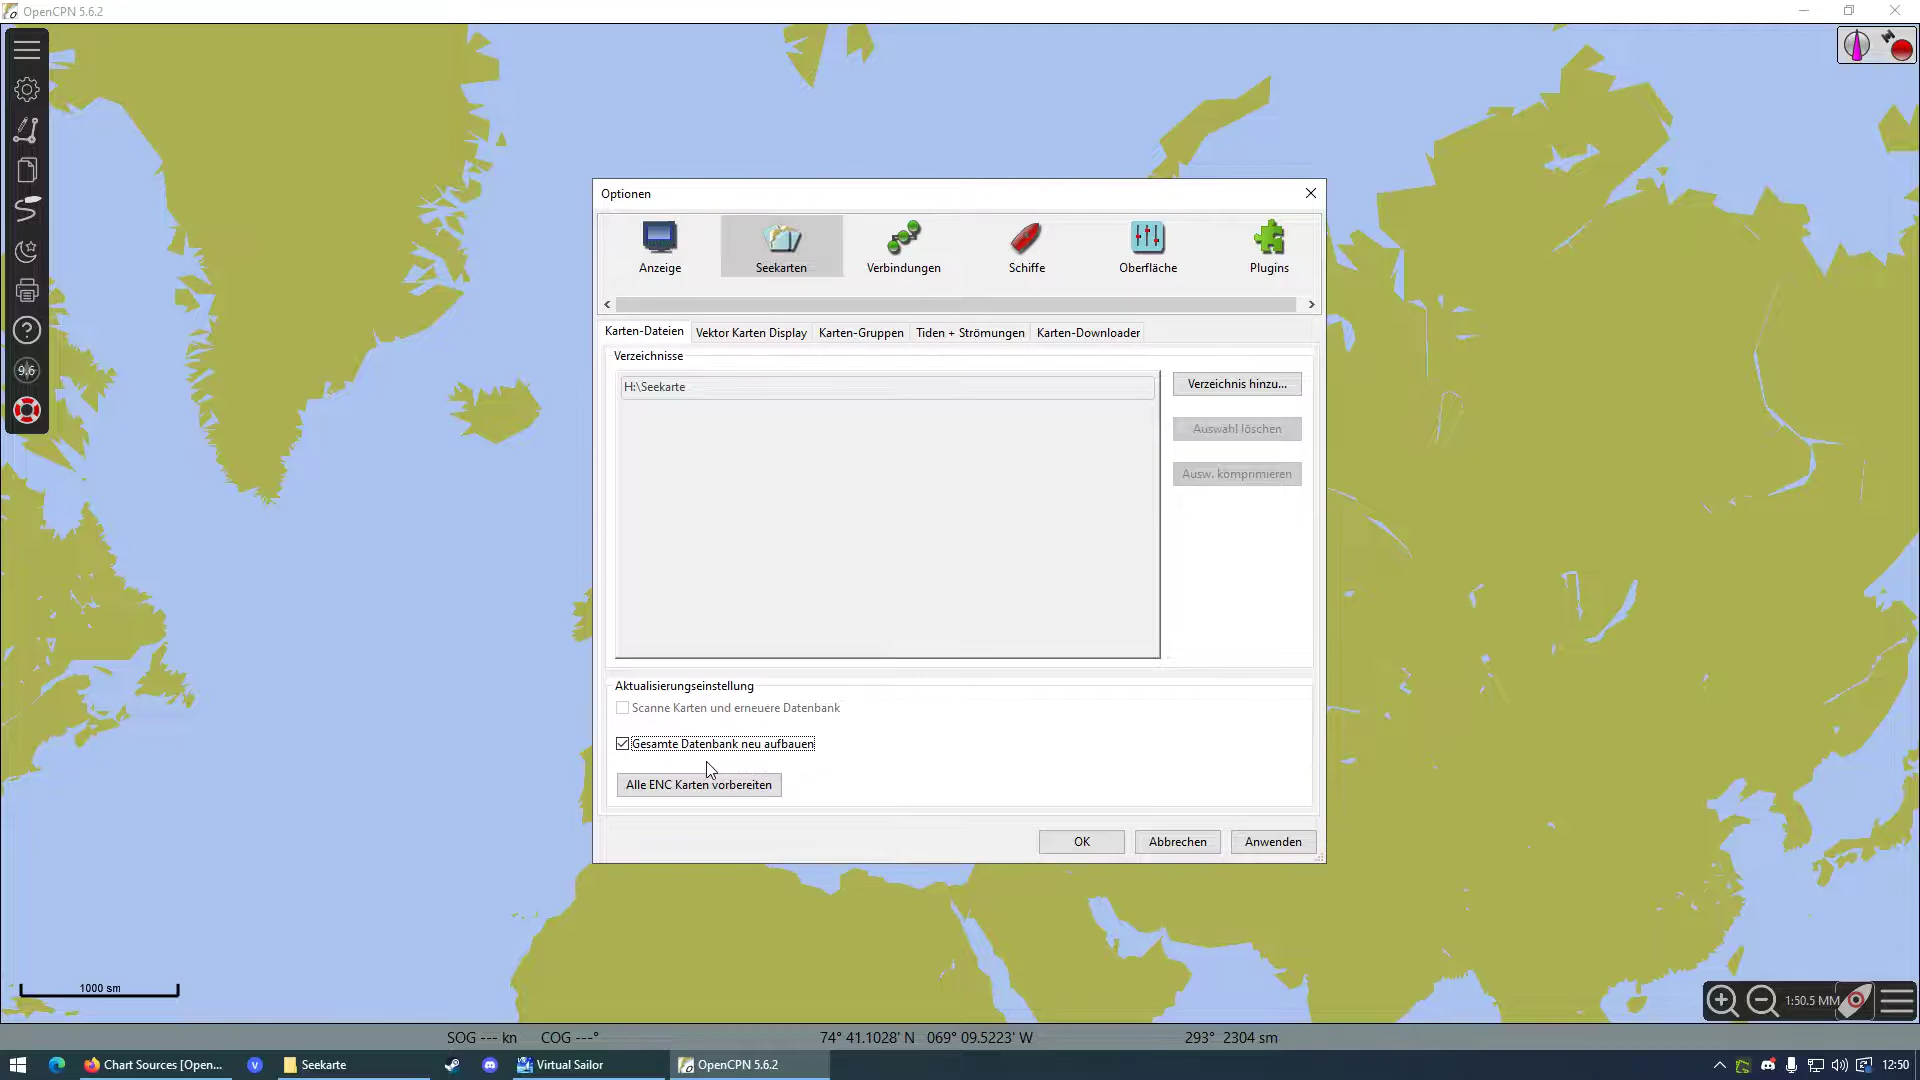 OpenCPN 5.6.2
Optionen
Anzeige
Seekarten
Verbindungen
Schiffe
Oberfläche
Plugins
Karten-Dateien
Vektor Karten Display
Karten-Gruppen
Tiden + Strömungen
Karten-Downloader
Verzeichnisse
H:\Seekarte
Verzeichnis hinzu...
Auswahl löschen
Ausw. komprimieren
9.6
Aktualisierungseinstellung
Scanne Karten und erneuere Datenbank
Gesamte Datenbank neu aufbauen
Alle ENC Karten vorbereiten
OK
Abbrechen
Anwenden
1000 sm
1:50.5 MM
SOG --- kn
COG ---°
74° 41.1028' N 069° 09.5223' W
293° 2304 sm
Chart Sources [Open...
Seekarte
Virtual Sailor
OpenCPN 5.6.2
12:50